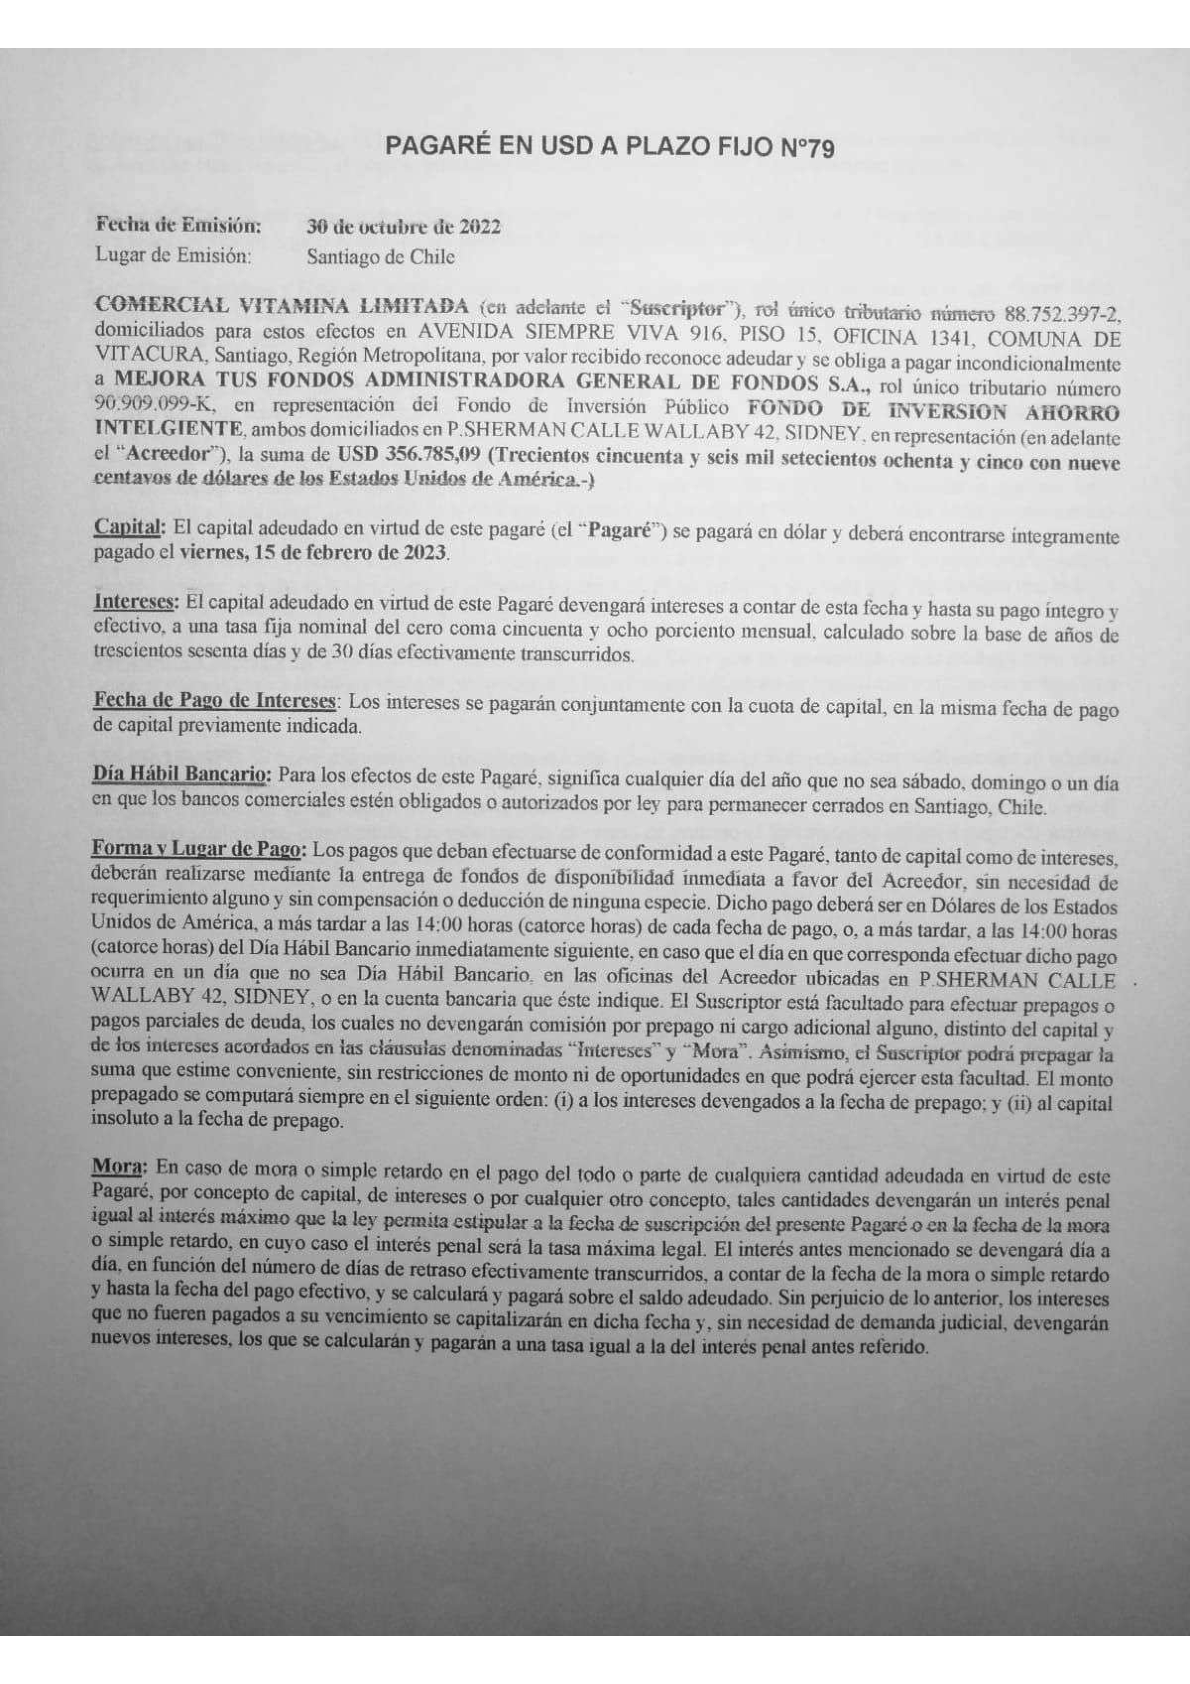 PAGARÉ EN USD A PLAZO FIJO Nº79
Fecha de Emisión: 30 de octubre de 2022
Lugar de Emisión: Santiago de Chile
COMERCIAL VITAMINA LIMITADA (en adelante el “Suscriptor”), rol único tributario número 88.752.397-2,
domiciliados para estos efectos en AVENIDA SIEMPRE VIVA 916, PISO 15, OFICINA 1341, COMUNA DE
VITACURA, Santiago, Región Metropolitana, por valor recibido reconoce adeudar y se obliga a pagar incondicionalmente
a MEJORA TUS FONDOS ADMINISTRADORA GENERAL DE FONDOS S.A., rol único tributario número
90.909.099-K, en representación del Fondo de Inversión Público FONDO DE INVERSION AHORRO
INTELGIENTE, ambos domiciliados en P.SHERMAN CALLE WALLABY 42, SIDNEY, en representación (en adelante
el “Acreedor”), la suma de USD 356.785,09 (Trecientos cincuenta y seis mil setecientos ochenta y cinco con nueve
centavos de dólares de los Estados Unidos de América.-)
Capital: El capital adeudado en virtud de este pagaré (el “Pagaré”) se pagará en dólar y deberá encontrarse íntegramente
pagado el viernes, 15 de febrero de 2023.
Intereses: El capital adeudado en virtud de este Pagaré devengará intereses a contar de esta fecha y hasta su pago íntegro y
efectivo, a una tasa fija nominal del cero coma cincuenta y ocho porciento mensual, calculado sobre la base de años de
trescientos sesenta días y de 30 días efectivamente transcurridos.
Fecha de Pago de Intereses: Los intereses se pagarán conjuntamente con la cuota de capital, en la misma fecha de pago
de capital previamente indicada.
Día Hábil Bancario: Para los efectos de este Pagaré, significa cualquier día del año que no sea sábado, domingo o un día
en que los bancos comerciales estén obligados o autorizados por ley para permanecer cerrados en Santiago, Chile.
Forma y Lugar de Pago: Los pagos que deban efectuarse de conformidad a este Pagaré, tanto de capital como de intereses,
deberán realizarse mediante la entrega de fondos de disponibilidad inmediata a favor del Acreedor, sin necesidad de
requerimiento alguno y sin compensación o deducción de ninguna especie. Dicho pago deberá ser en Dólares de los Estados
Unidos de América, a más tardar a las 14:00 horas (catorce horas) de cada fecha de pago, o, a más tardar, a las 14:00 horas
(catorce horas) del Día Hábil Bancario inmediatamente siguiente, en caso que el día en que corresponda efectuar dicho pago
ocurra en un día que no sea Día Hábil Bancario, en las oficinas del Acreedor ubicadas en P.SHERMAN CALLE
WALLABY 42, SIDNEY, o en la cuenta bancaria que éste indique. El Suscriptor está facultado para efectuar prepagos o
pagos parciales de deuda, los cuales no devengarán comisión por prepago ni cargo adicional alguno, distinto del capital y
de los intereses acordados en las cláusulas denominadas “Intereses” y “Mora”. Asimismo, el Suscriptor podrá prepagar la
suma que estime conveniente, sin restricciones de monto ni de oportunidades en que podrá ejercer esta facultad. El monto
prepagado se computará siempre en el siguiente orden: (i) a los intereses devengados a la fecha de prepago; y (ii) al capital
insoluto a la fecha de prepago.
Mora: En caso de mora o simple retardo en el pago del todo o parte de cualquiera cantidad adeudada en virtud de este
Pagaré, por concepto de capital, de intereses o por cualquier otro concepto, tales cantidades devengarán un interés penal
igual al interés máximo que la ley permita estipular a la fecha de suscripción del presente Pagaré o en la fecha de la mora
o simple retardo, en cuyo caso el interés penal será la tasa máxima legal. El interés antes mencionado se devengará día a
día, en función del número de días de retraso efectivamente transcurridos, a contar de la fecha de la mora o simple retardo
y hasta la fecha del pago efectivo, y se calculará y pagará sobre el saldo adeudado. Sin perjuicio de lo anterior, los intereses
que no fueren pagados a su vencimiento se capitalizarán en dicha fecha y, sin necesidad de demanda judicial, devengarán
nuevos intereses, los que se calcularán y pagarán a una tasa igual a la del interés penal antes referido.